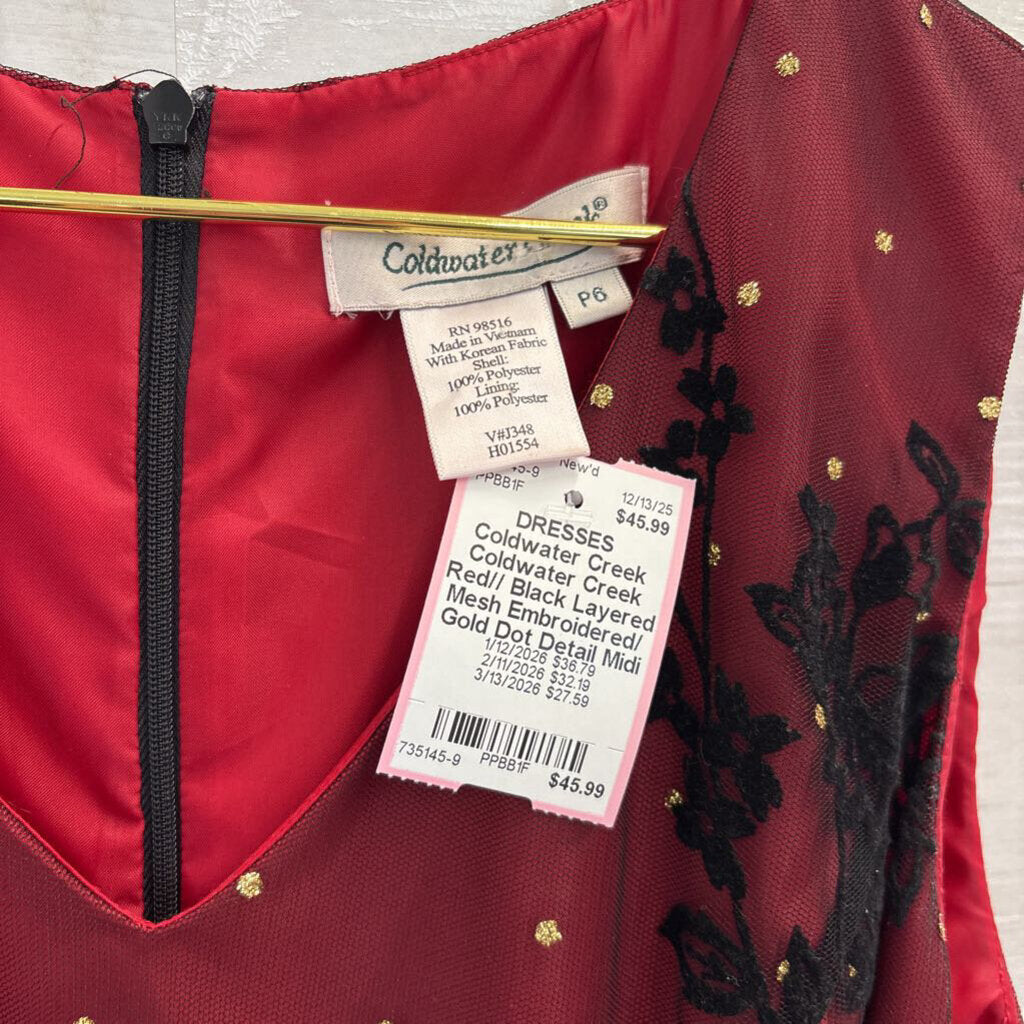 YKK
Coldwater
P6
RN 98516
Made in Vietnam
With Korean Fabric
Shell:
100% Polyester
Lining:
100% Polyester
V#J348
H01554
45-9
New'd
PPBB1F
12/13/25
$45.99
DRESSES
Coldwater Creek
Coldwater Creek
Red// Black Layered
Mesh Embroidered/
Gold Dot Detail Midi
1/12/2026 $36.79
2/11/2026 $32.19
3/13/2026 $27.59
735145-9 PPBB1F $45.99